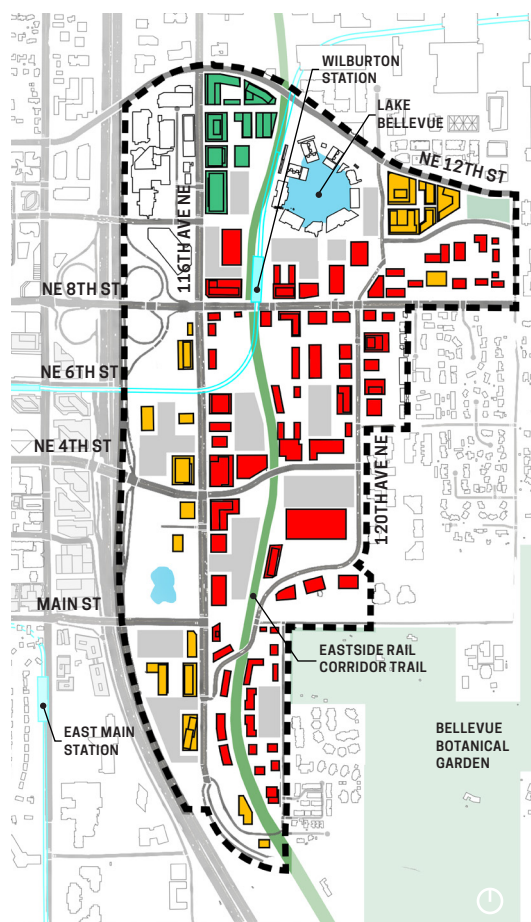 WILBURTON
STATION
LAKE
BELLEVUE
NE 12TH ST
116TH AVE NE
NE 8TH ST
NE 6TH ST
NE 4TH ST
120TH AVE NE
MAIN ST
EASTSIDE RAIL
CORRIDOR TRAIL
EAST MAIN
STATION
BELLEVUE
BOTANICAL
GARDEN